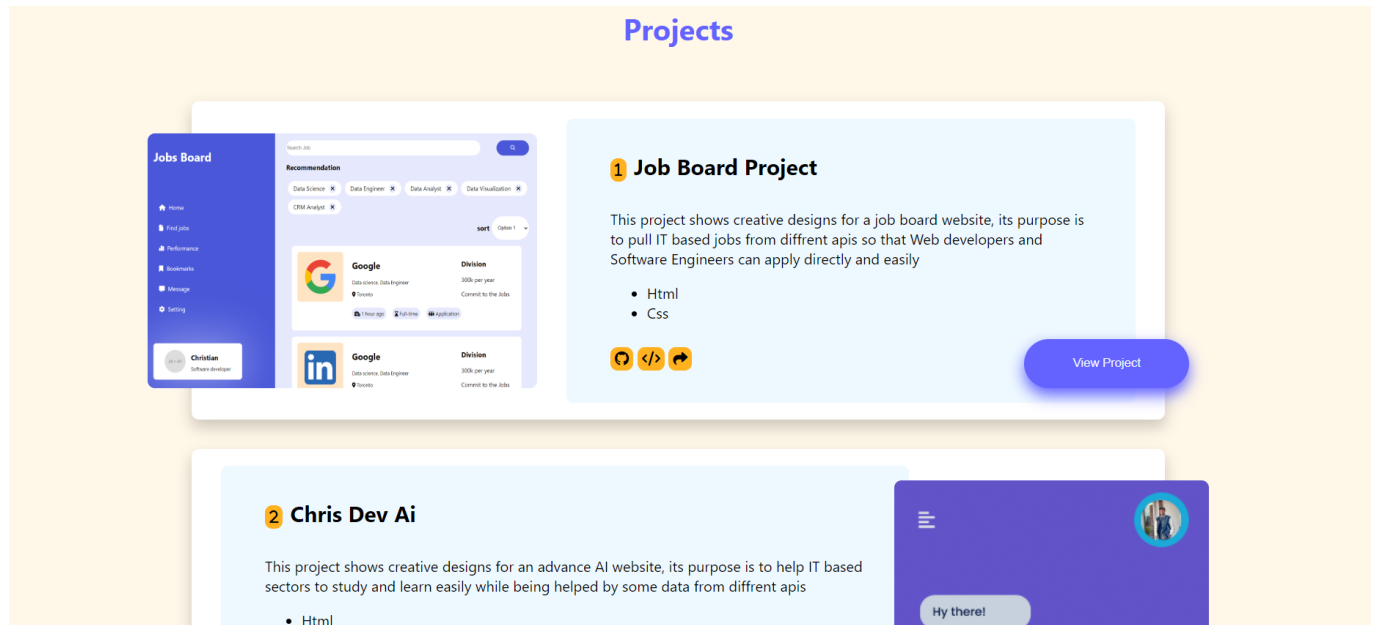 Projects
Jobs Board
Home
Find jobs
Performance
Bookmarks
Message
Setting
Christian
Software developer
Search Job
Recommendation
Data Science
Data Engineer
Data Analyst
Data Visualization
CRM Analyst
sort Option 1
Google
Data science, Data Engineer
Toronto
1 hour ago Full-time Application
Division
300k per year
Commit to the Jobs
in
Google
Data science, Data Engineer
Toronto
Division
300k per year
Commit to the Jobs
1 Job Board Project
This project shows creative designs for a job board website, its purpose is
to pull IT based jobs from diffrent apis so that Web developers and
Software Engineers can apply directly and easily
Html
Css
View Project
2 Chris Dev Ai
This project shows creative designs for an advance AI website, its purpose is to help IT based
sectors to study and learn easily while being helped by some data from diffrent apis
Html
Hy there!